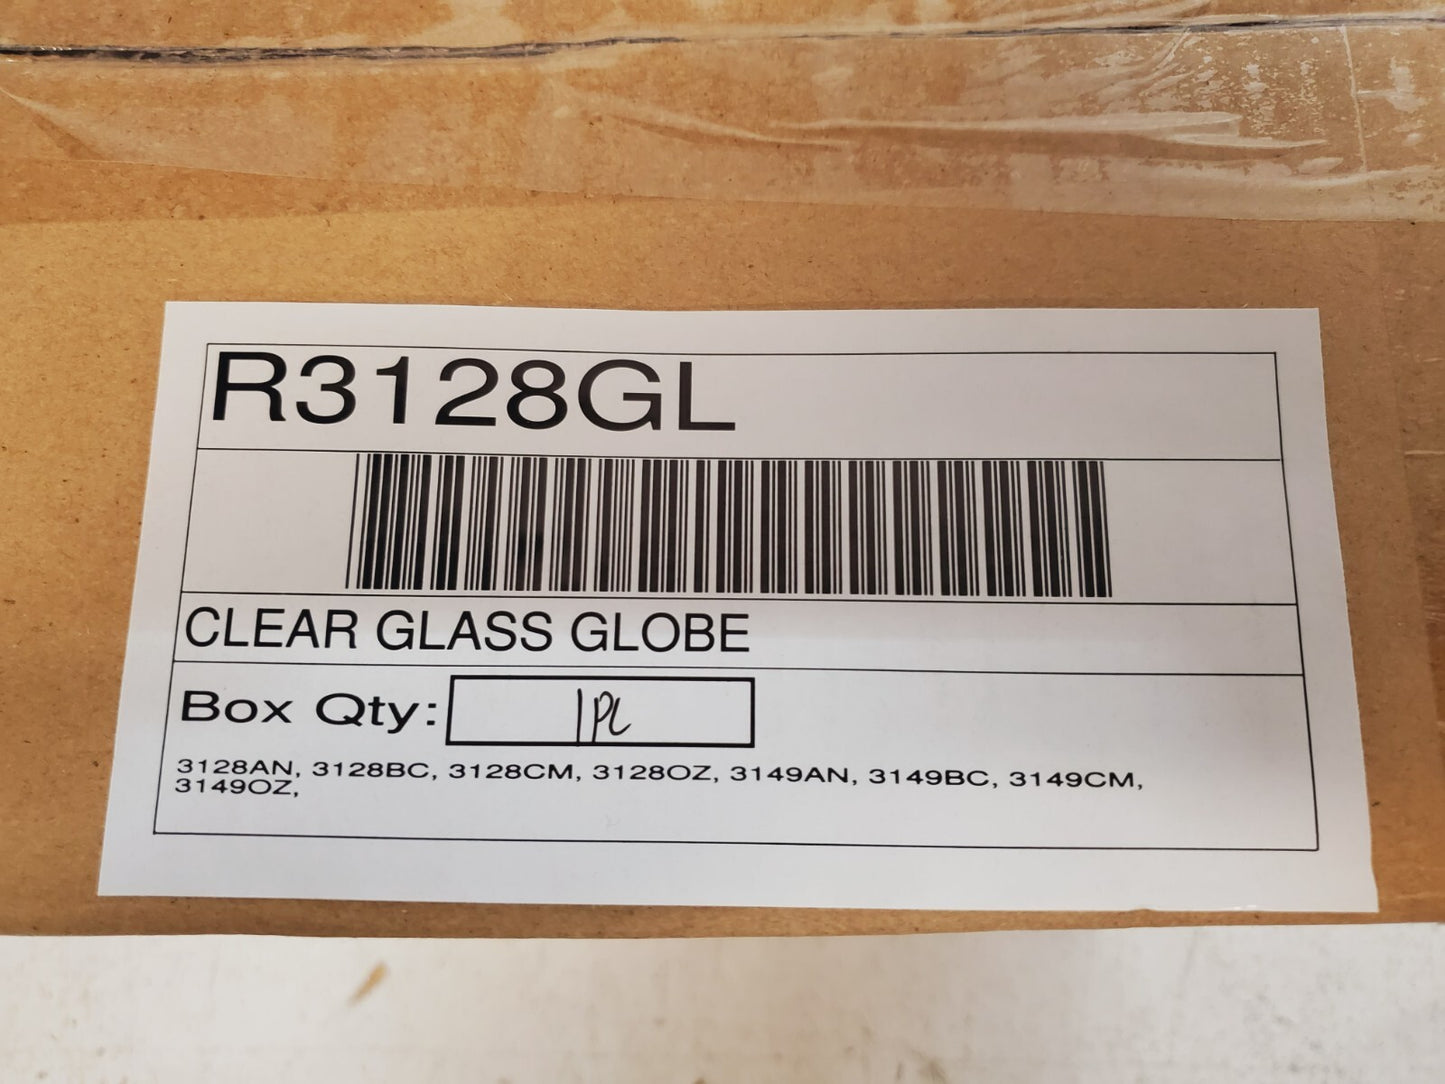 R3128GL
CLEAR GLASS GLOBE
Box Qty: 1PC
3128AN, 3128BC, 3128CM, 3128OZ, 3149AN, 3149BC, 3149CM,
3149OZ,